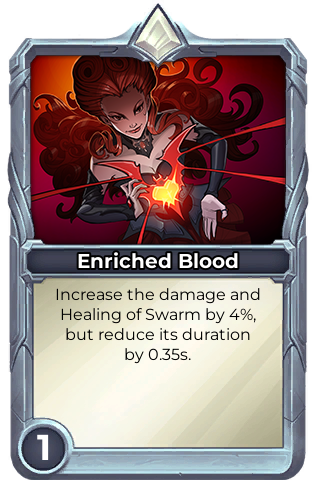 Enriched Blood
Increase the damage and
Healing of Swarm by 4%,
but reduce its duration
by 0.35s.
1